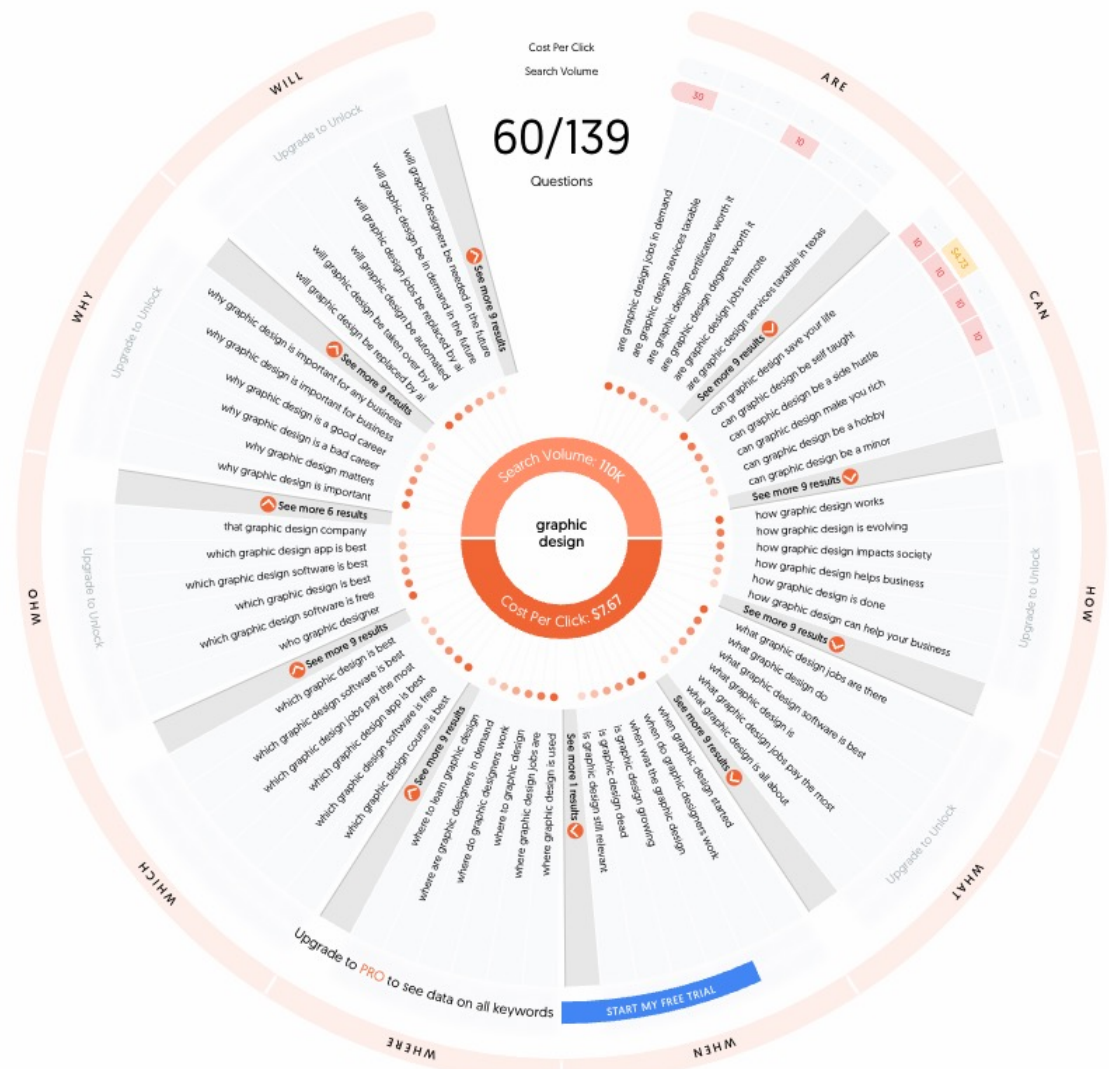 Cost Per Click
Search Volume
60/139
Questions
ARE
30
10
are graphic design jobs in demand
are graphic design services taxable
are graphic design certificates worth it
are graphic design degrees worth it
are graphic design jobs remote
are graphic design services taxable in texas
See more 9 results
CAN
10
$4.73
10
10
10
can graphic design save your life
can graphic design be self taught
can graphic design be a side hustle
can graphic design make you rich
can graphic design be a hobby
can graphic design be a minor
See more 9 results
HOW
Upgrade to Unlock
how graphic design works
how graphic design is evolving
how graphic design impacts society
how graphic design helps business
how graphic design is done
how graphic design can help your business
See more 9 results
WHAT
Upgrade to Unlock
what graphic design jobs are there
what graphic design do
what graphic design software is best
what graphic design is
what graphic design jobs pay the most
what graphic design is all about
See more 9 results
WHEN
when graphic design started
when do graphic designers work
when was the graphic design
is graphic design growing
is graphic design dead
is graphic design still relevant
See more 1 results
START MY FREE TRIAL
WHERE
Upgrade to PRO to see data on all keywords
where graphic design is used
where graphic design jobs are
where to graphic design
where do graphic designers work
where are graphic designers in demand
where to learn graphic design
See more 9 results
WHICH
which graphic design course is best
which graphic design software is free
which graphic design app is best
which graphic design jobs pay the most
which graphic design software is best
which graphic design is best
See more 9 results
WHO
Upgrade to Unlock
who graphic designer
which graphic design software is free
which graphic design is best
which graphic design software is best
which graphic design app is best
that graphic design company
See more 6 results
WHY
Upgrade to Unlock
why graphic design is important
why graphic design matters
why graphic design is a bad career
why graphic design is a good career
why graphic design is important for business
why graphic design is important for any business
See more 9 results
WILL
Upgrade to Unlock
will graphic design be replaced by ai
will graphic design be taken over by ai
will graphic design be automated
will graphic design jobs be replaced by ai
will graphic design be in demand in the future
will graphic designers be needed in the future
See more 9 results
Search Volume: 110K
graphic
design
Cost Per Click: $7.67